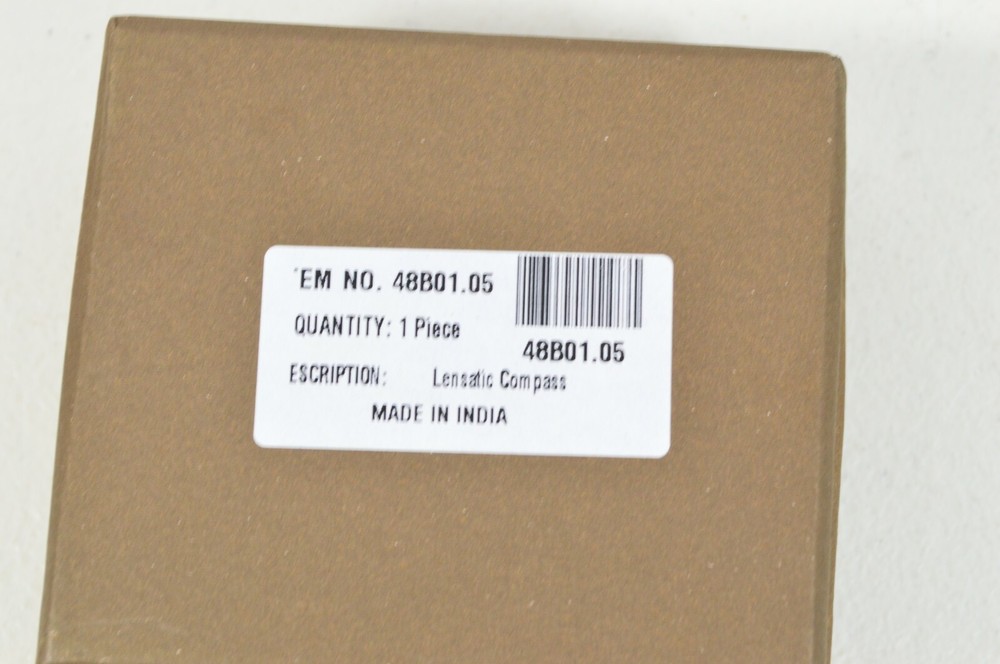 EM NO. 48B01.05
QUANTITY: 1 Piece
48B01.05
ESCRIPTION: Lensatic Compass
MADE IN INDIA